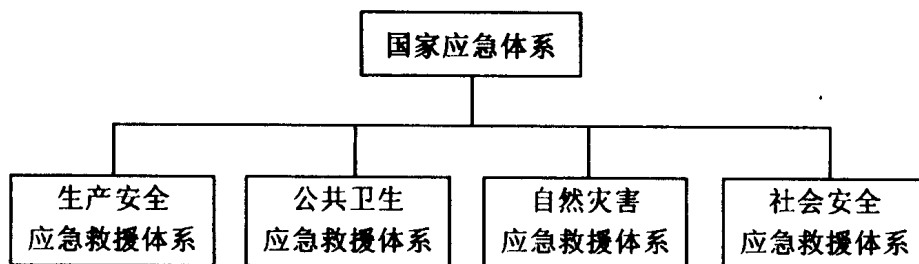 国家应急体系
生产安全
应急救援体系
公共卫生
应急救援体系
自然灾害
应急救援体系
社会安全
应急救援体系